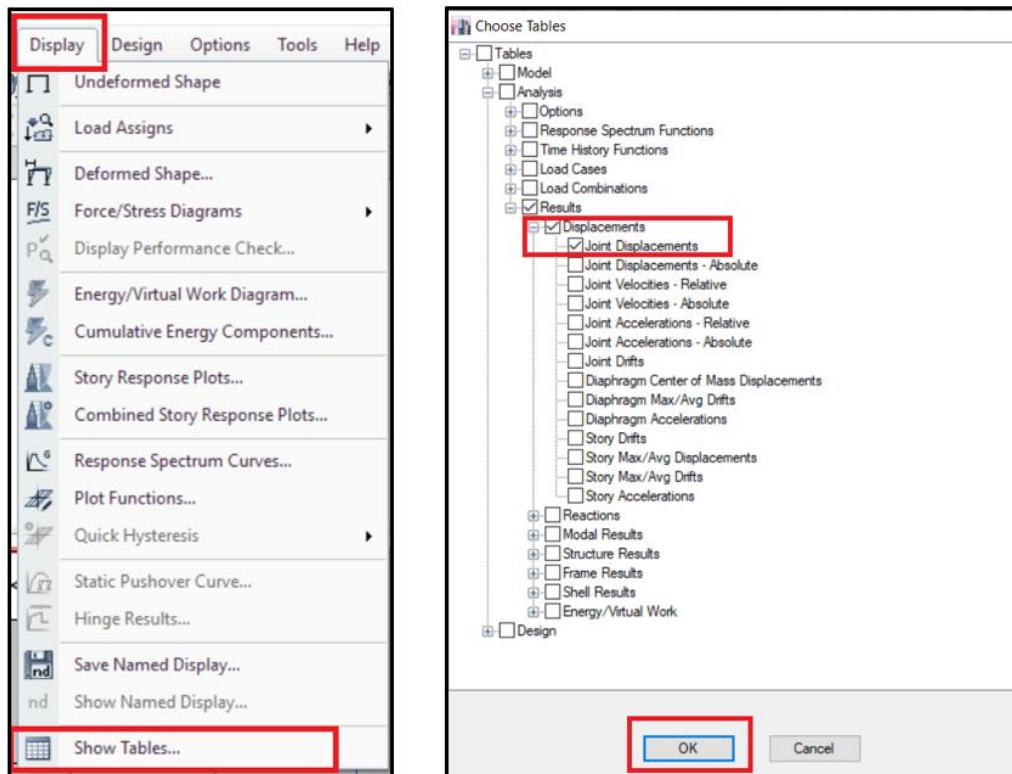 Display Design Options Tools Help
Undeformed Shape
Load Assigns
Deformed Shape...
F/S Force/Stress Diagrams
Display Performance Check...
Energy/Virtual Work Diagram...
Cumulative Energy Components...
Story Response Plots...
Combined Story Response Plots...
Response Spectrum Curves...
Plot Functions...
Quick Hysteresis
Static Pushover Curve...
Hinge Results...
nd Save Named Display...
nd Show Named Display...
Show Tables...
Choose Tables
Tables
Model
Analysis
Options
Response Spectrum Functions
Time History Functions
Load Cases
Load Combinations
Results
Displacements
Joint Displacements
Joint Displacements - Absolute
Joint Velocities - Relative
Joint Velocities - Absolute
Joint Accelerations - Relative
Joint Accelerations - Absolute
Joint Drifts
Diaphragm Center of Mass Displacements
Diaphragm Max/Avg Drifts
Diaphragm Accelerations
Story Drifts
Story Max/Avg Displacements
Story Max/Avg Drifts
Story Accelerations
Reactions
Modal Results
Structure Results
Frame Results
Shell Results
Energy/Virtual Work
Design
OK Cancel